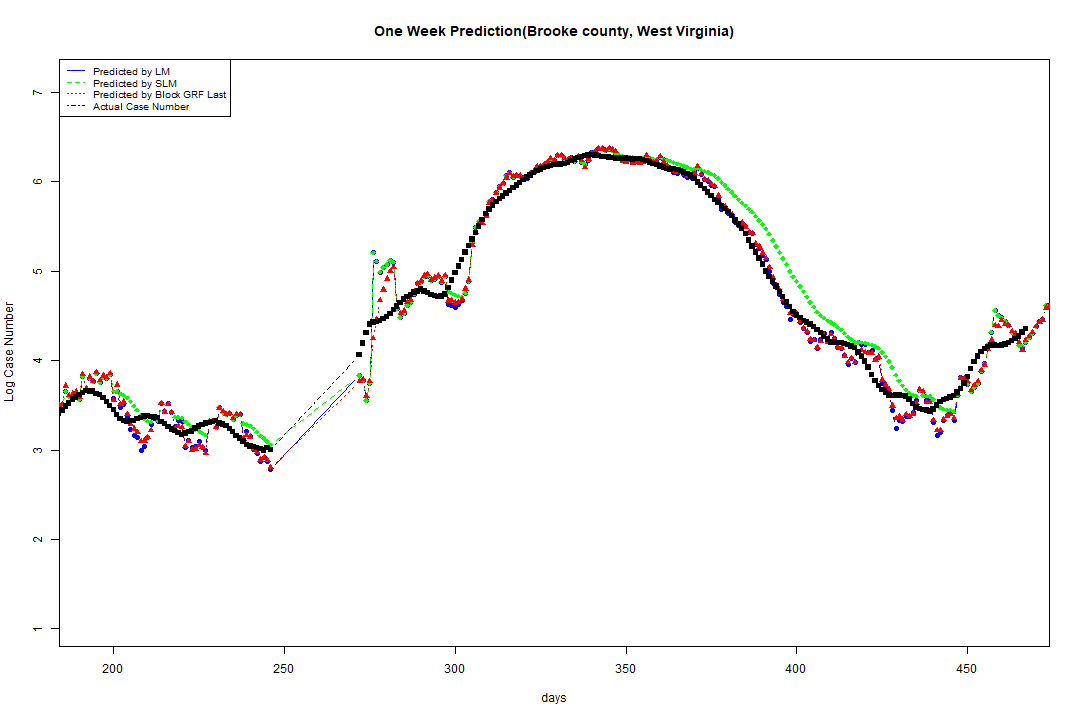 One Week Prediction(Brooke county, West Virginia)
Predicted by LM
Predicted by SLM
Predicted by Block GRF Last
Actual Case Number
7
6
5
4
3
2
1
Log Case Number
200 250 300 350 400 450
days